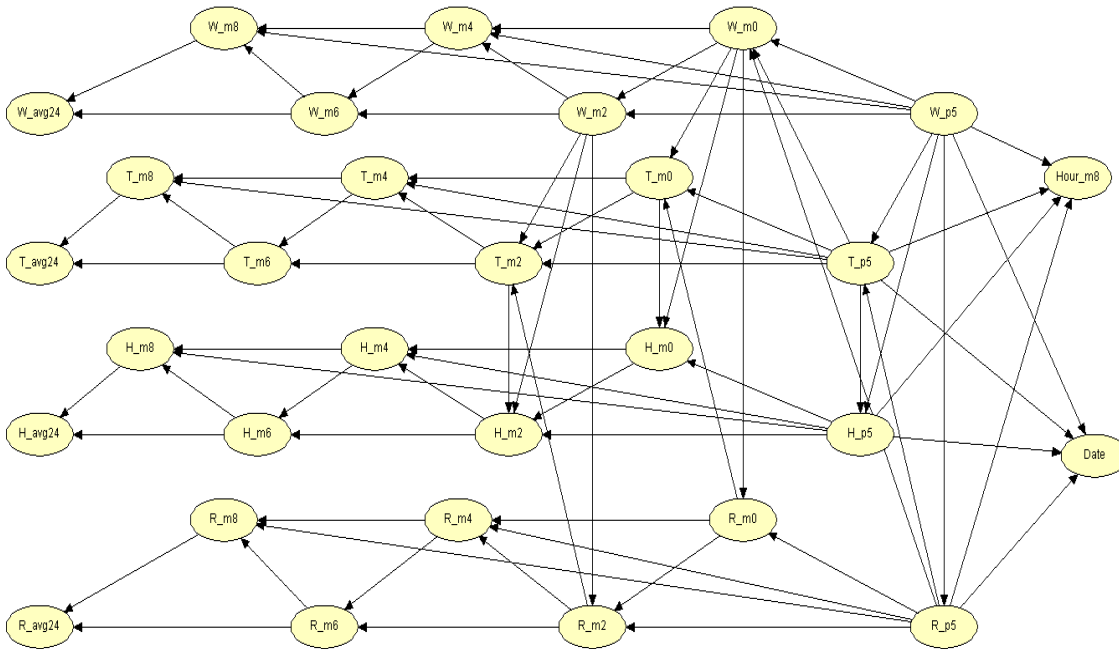 W_m8
W_m4
W_m0
W_avg24
W_m6
W_m2
W_p5
T_m8
T_m4
T_m0
Hour_m8
T_avg24
T_m6
T_m2
T_p5
H_m8
H_m4
H_m0
H_avg24
H_m6
H_m2
H_p5
Date
R_m8
R_m4
R_m0
R_avg24
R_m6
R_m2
R_p5